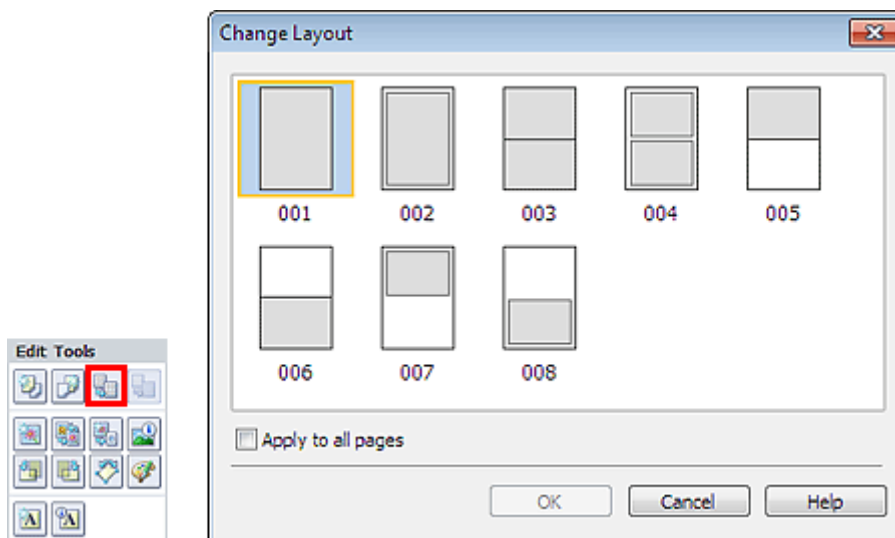 Change Layout
001 002 003 004 005
006 007 008
Edit Tools
Apply to all pages
OK Cancel Help